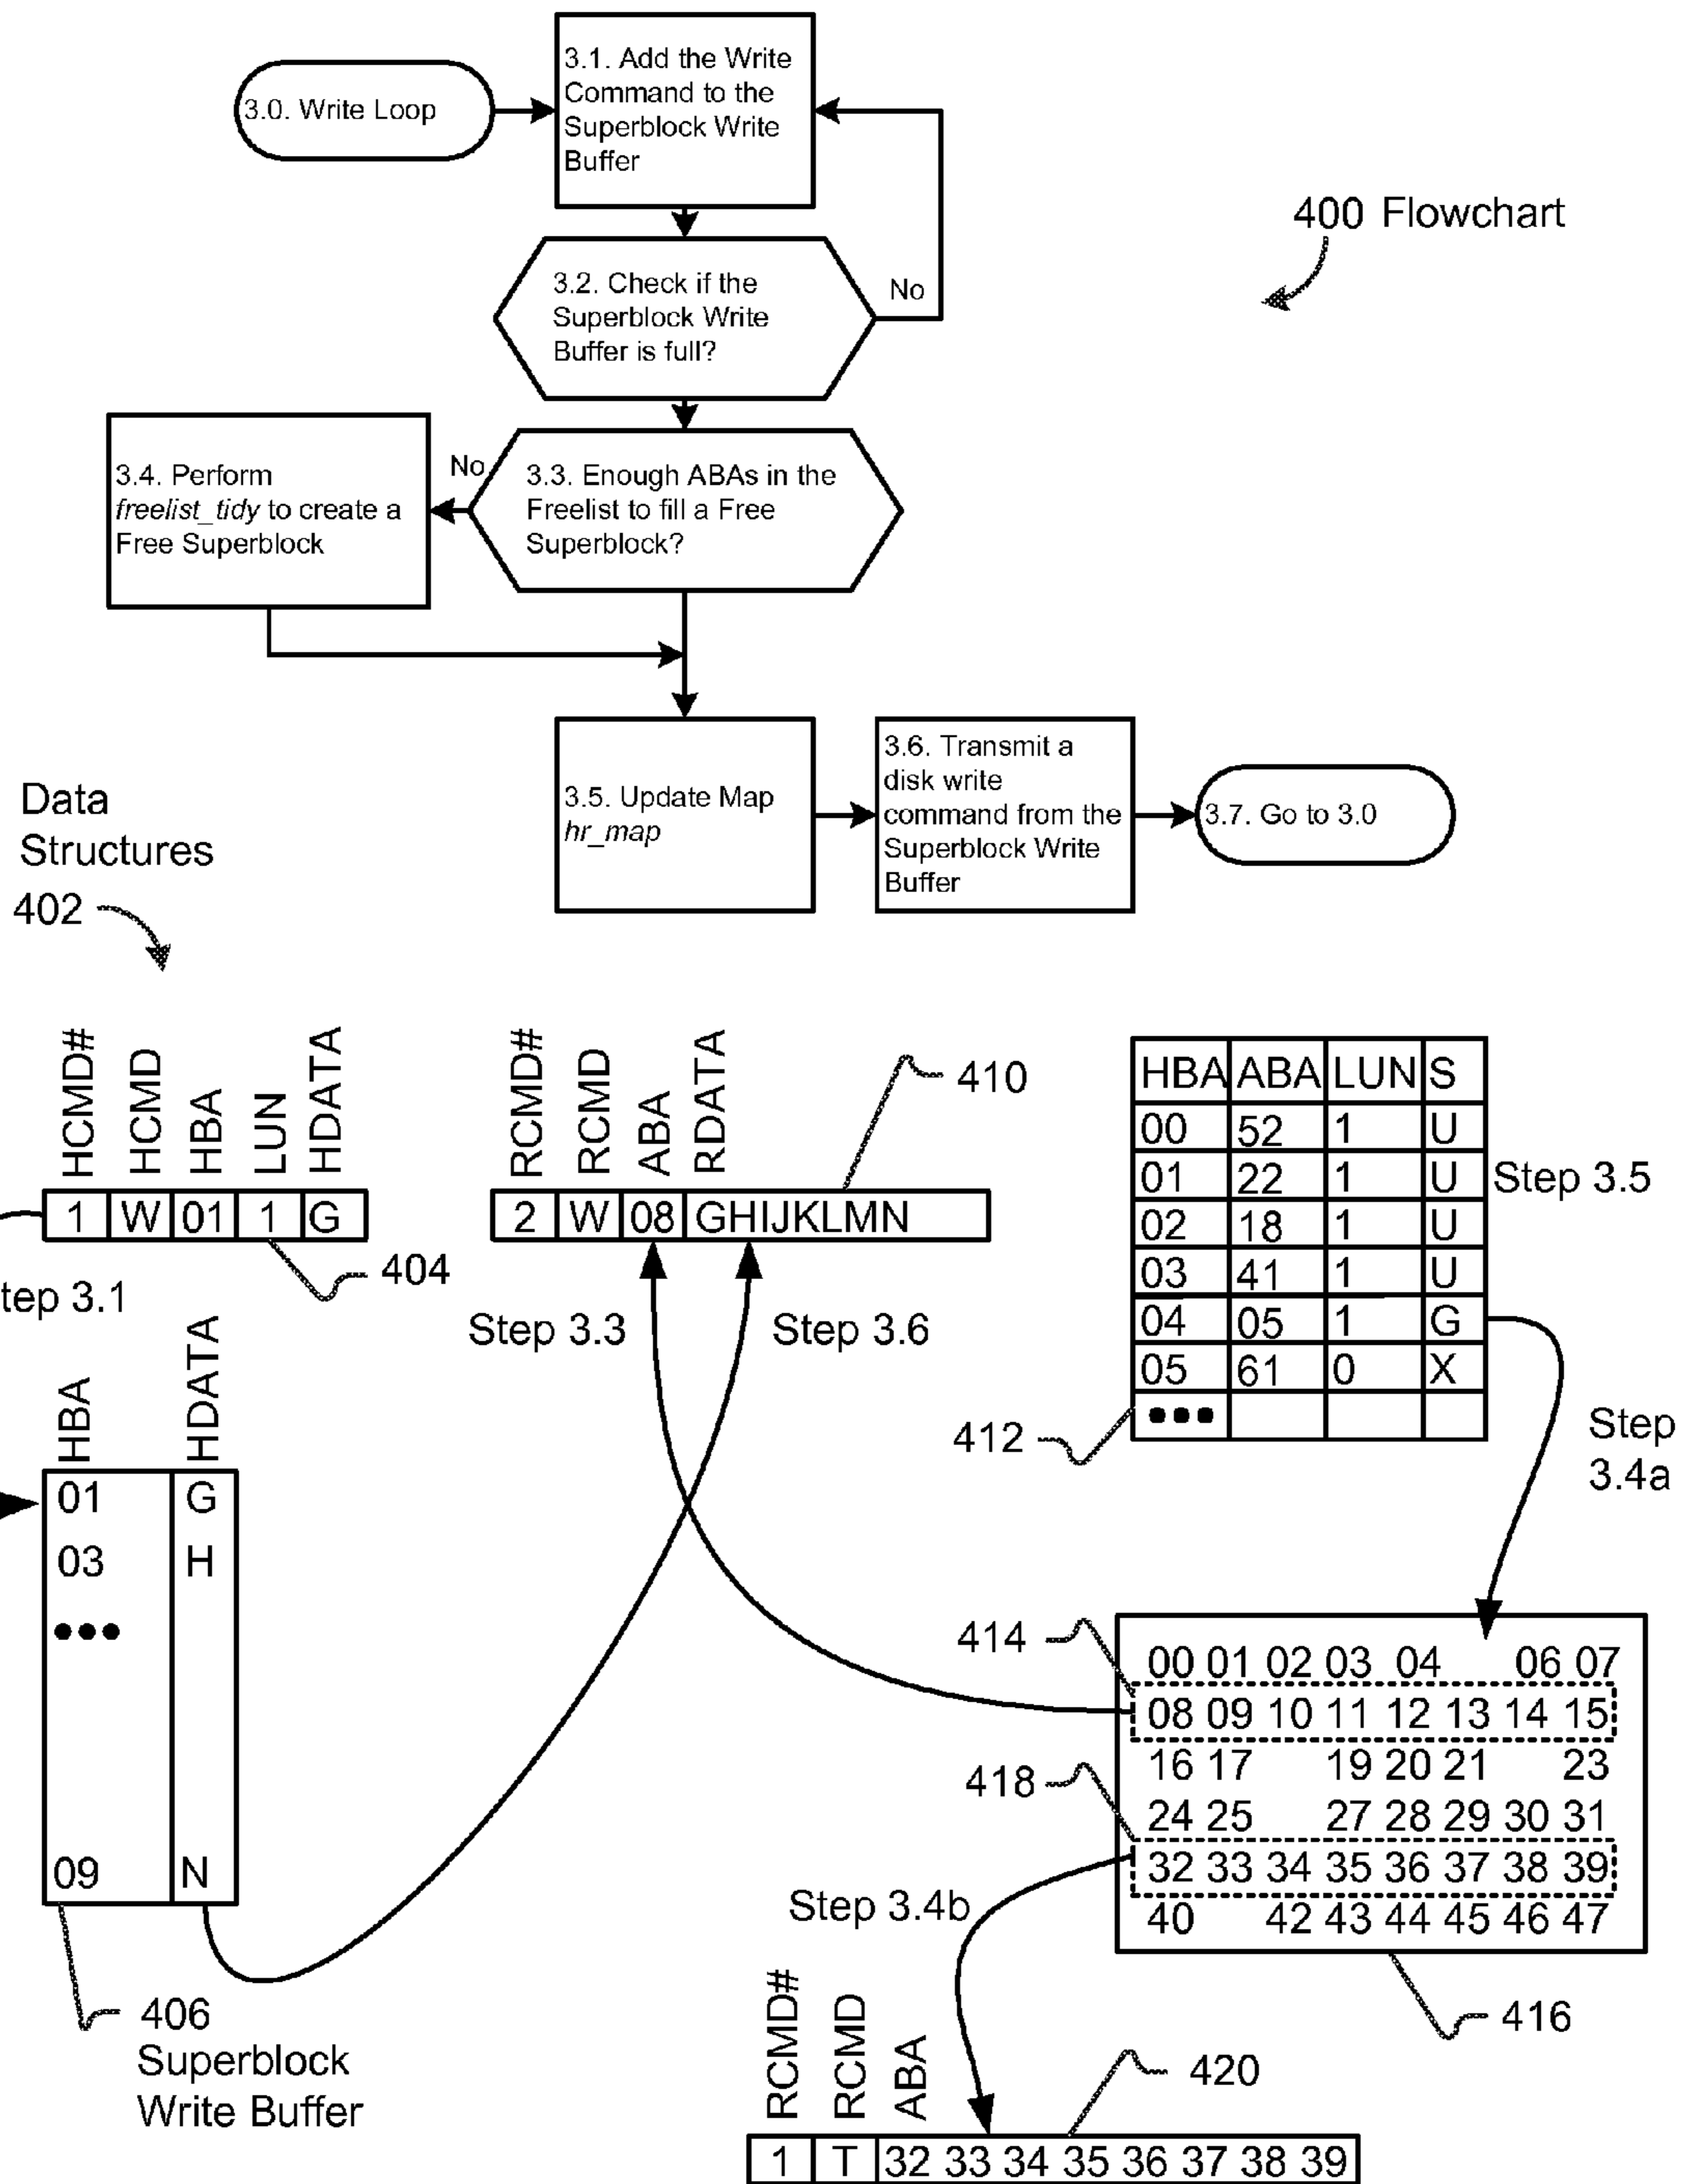 3.0. Write Loop
3.1. Add the Write
Command to the
Superblock Write
Buffer
400 Flowchart
3.2. Check if the
Superblock Write
Buffer is full?
No
3.3. Enough ABAs in the
Freelist to fill a Free
Superblock?
No
3.4. Perform
freelist_tidy to create a
Free Superblock
3.5. Update Map
hr_map
3.6. Transmit a
disk write
command from the
Superblock Write
Buffer
3.7. Go to 3.0
Data
Structures
402
HCMD# HCMD HBA LUN HDATA
1 W 01 1 G
404
tep 3.1
RCMD# RCMD ABA RDATA
2 W 08 GHIJKLMN
410
Step 3.3
Step 3.6
HBA ABA LUN S
00 52 1 U
01 22 1 U
02 18 1 U
03 41 1 U
04 05 1 G
05 61 0 X
•••
Step 3.5
412
Step
3.4a
HBA HDATA
01 G
03 H
•••
09 N
406
Superblock
Write Buffer
414
00 01 02 03 04 06 07
08 09 10 11 12 13 14 15
16 17 19 20 21 23
418
24 25 27 28 29 30 31
32 33 34 35 36 37 38 39
40 42 43 44 45 46 47
Step 3.4b
416
RCMD# RCMD ABA
420
1 T 32 33 34 35 36 37 38 39